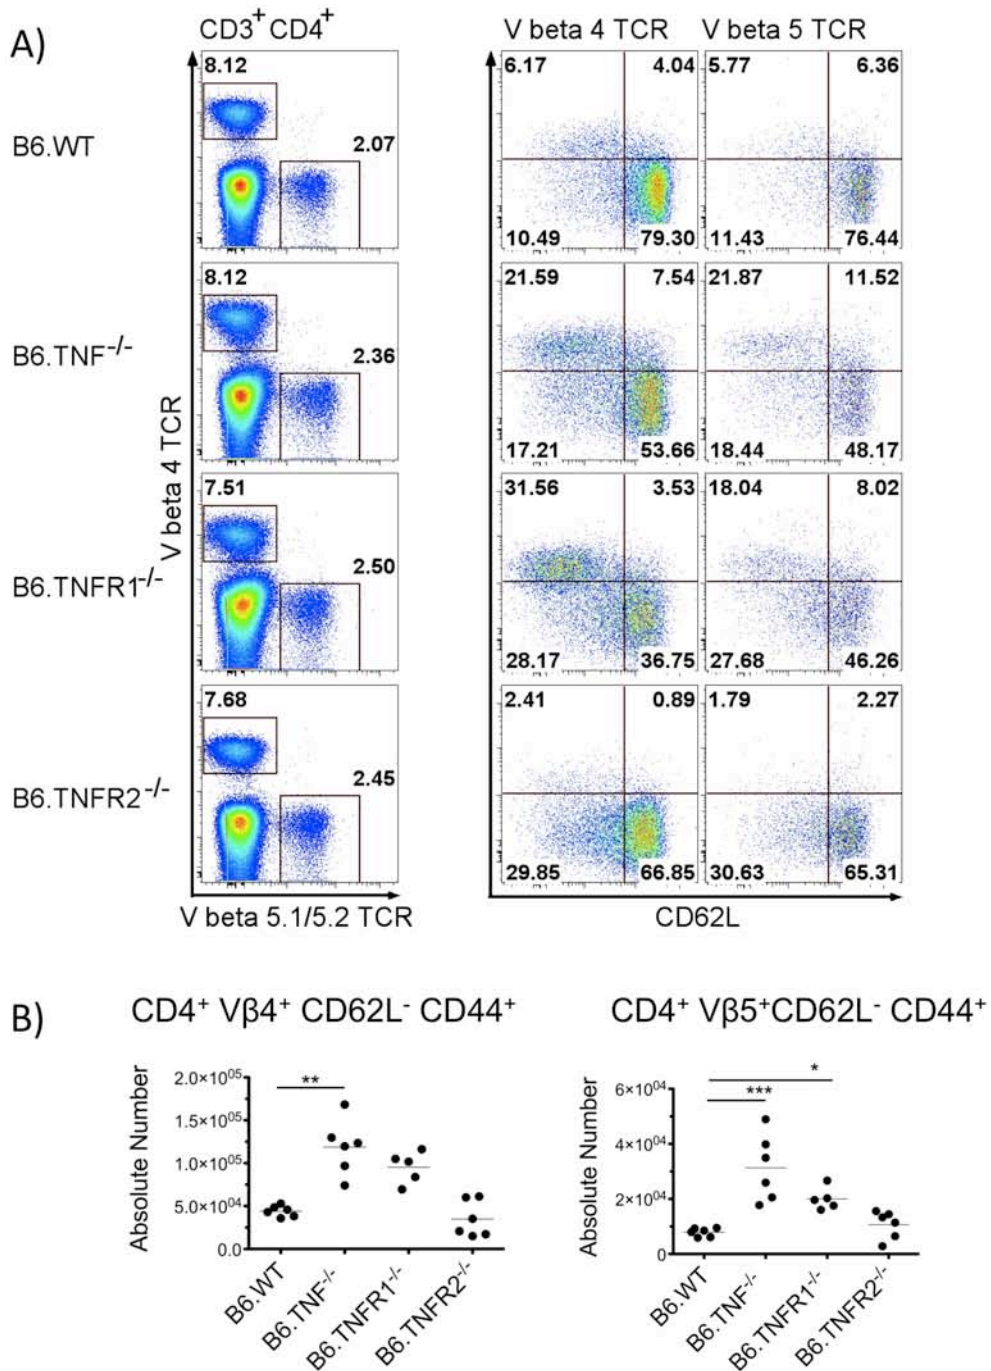 A)
CD3+ CD4+
V beta 4 TCR
V beta 5 TCR
B6.WT
8.12
2.07
6.17 4.04
10.49 79.30
5.77 6.36
11.43 76.44
B6.TNF-/-
8.12
2.36
21.59 7.54
17.21 53.66
21.87 11.52
18.44 48.17
B6.TNFR1-/-
7.51
2.50
31.56 3.53
28.17 36.75
18.04 8.02
27.68 46.26
B6.TNFR2-/-
7.68
2.45
2.41 0.89
29.85 66.85
1.79 2.27
30.63 65.31
V beta 4 TCR
V beta 5.1/5.2 TCR
CD62L
B)
CD4+ Vβ4+ CD62L- CD44+
Absolute Number
2.0×10^05
1.5×10^05
1.0×10^05
5.0×10^04
0.0
**
B6.WT
B6.TNF-/-
B6.TNFR1-/-
B6.TNFR2-/-
CD4+ Vβ5+CD62L- CD44+
Absolute Number
6×10^04
4×10^04
2×10^04
0
*
***
B6.WT
B6.TNF-/-
B6.TNFR1-/-
B6.TNFR2-/-